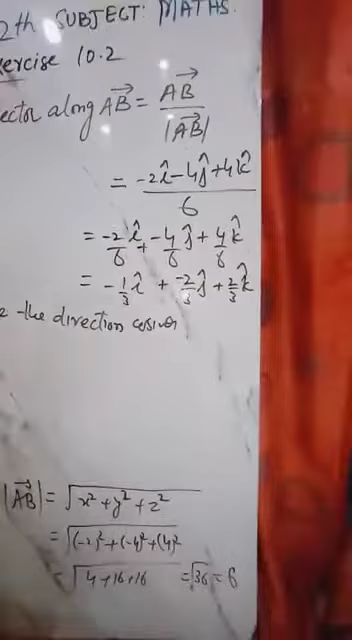 2th SUBJECT: MATHS.
ercise 10.2
ector along AB⃗ = AB⃗ / |AB⃗|
= -2î - 4ĵ + 4k̂ / 6
= -2/6 î + -4/6 ĵ + 4/6 k̂
= -1/3 î + -2/3 ĵ + 2/3 k̂
e the direction cosines
|AB⃗| = √x² + y² + z²
= √(-2)² + (-4)² + (4)²
= √4 + 16 + 16 = √36 = 6